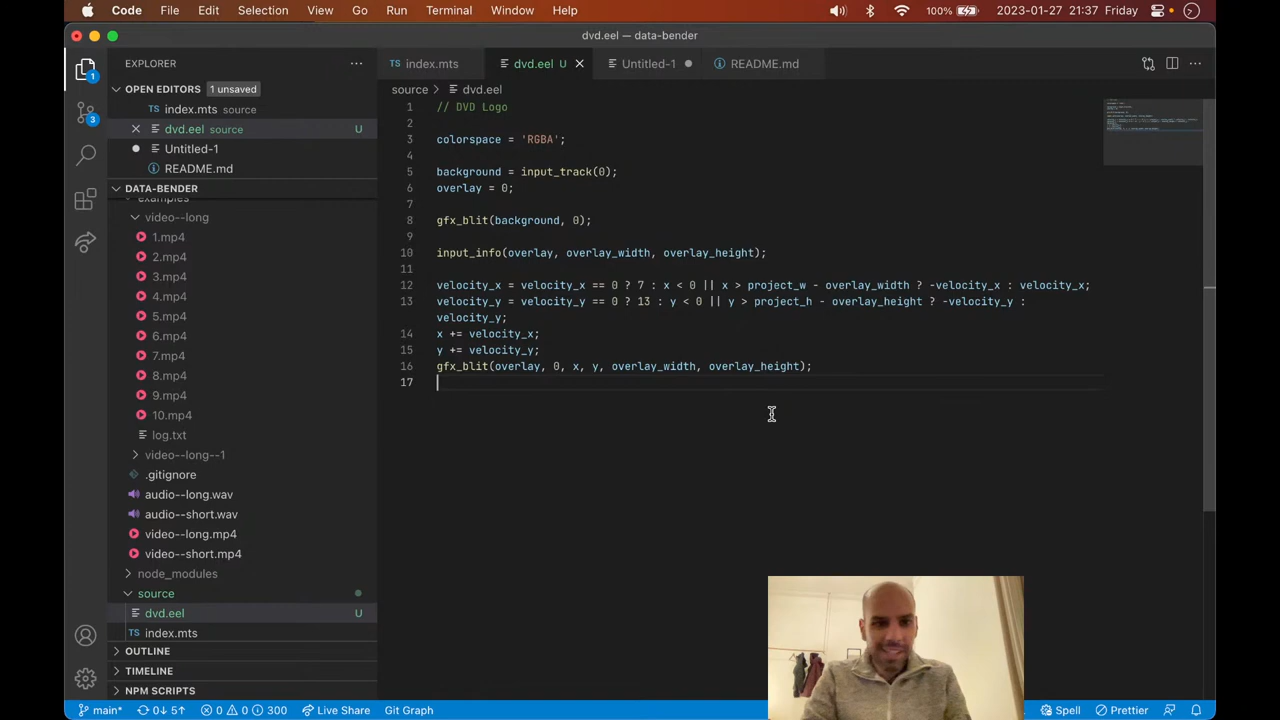 Code File Edit Selection View Go Run Terminal Window Help 100% 2023-01-27 21:37 Friday
dvd.eel — data-bender
EXPLORER
TS index.mts
dvd.eel U
Untitled-1
README.md
source > dvd.eel
OPEN EDITORS 1 unsaved
TS index.mts source
dvd.eel source U
Untitled-1
README.md
DATA-BENDER
examples
video--long
1.mp4
2.mp4
3.mp4
4.mp4
5.mp4
6.mp4
7.mp4
8.mp4
9.mp4
10.mp4
log.txt
video--long--1
.gitignore
audio--long.wav
audio--short.wav
video--long.mp4
video--short.mp4
node_modules
source
dvd.eel U
TS index.mts
OUTLINE
TIMELINE
NPM SCRIPTS
1 // DVD Logo
2
3 colorspace = 'RGBA';
4
5 background = input_track(0);
6 overlay = 0;
7
8 gfx_blit(background, 0);
9
10 input_info(overlay, overlay_width, overlay_height);
11
12 velocity_x = velocity_x == 0 ? 7 : x < 0 || x > project_w - overlay_width ? -velocity_x : velocity_x;
13 velocity_y = velocity_y == 0 ? 13 : y < 0 || y > project_h - overlay_height ? -velocity_y :
velocity_y;
14 x += velocity_x;
15 y += velocity_y;
16 gfx_blit(overlay, 0, x, y, overlay_width, overlay_height);
17
1
3
main* 0↓ 5↑ 0 0 300 Live Share Git Graph Spell Prettier